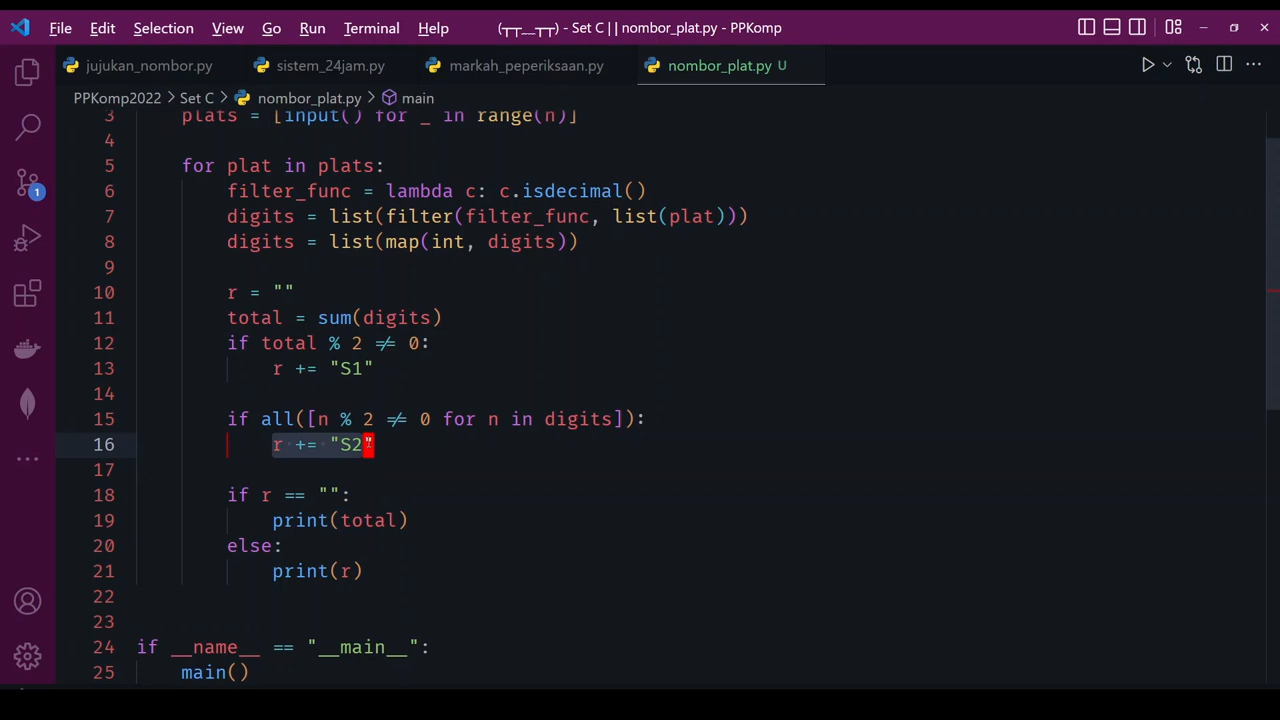 File Edit Selection View Go Run Terminal Help (┬┬﹏┬┬) - Set C || nombor_plat.py - PPKomp
jujukan_nombor.py sistem_24jam.py markah_peperiksaan.py nombor_plat.py U
PPKomp2022 > Set C > nombor_plat.py > main
3 plats = [input() for _ in range(n)]
4
5 for plat in plats:
6 filter_func = lambda c: c.isdecimal()
7 digits = list(filter(filter_func, list(plat)))
8 digits = list(map(int, digits))
9
10 r = ""
11 total = sum(digits)
12 if total % 2 ≠ 0:
13 r += "S1"
14
15 if all([n % 2 ≠ 0 for n in digits]):
16 r += "S2"
17
18 if r == "":
19 print(total)
20 else:
21 print(r)
22
23
24 if __name__ == "__main__":
25 main()
1